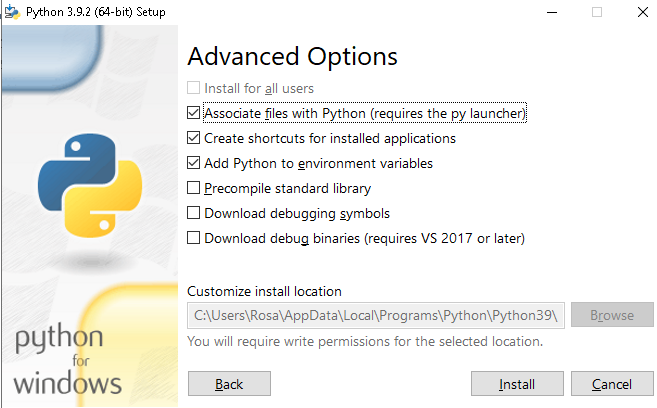 Python 3.9.2 (64-bit) Setup
Advanced Options
Install for all users
Associate files with Python (requires the py launcher)
Create shortcuts for installed applications
Add Python to environment variables
Precompile standard library
Download debugging symbols
Download debug binaries (requires VS 2017 or later)
Customize install location
C:\Users\Rosa\AppData\Local\Programs\Python\Python39\
Browse
You will require write permissions for the selected location.
python
for
windows
Back
Install
Cancel